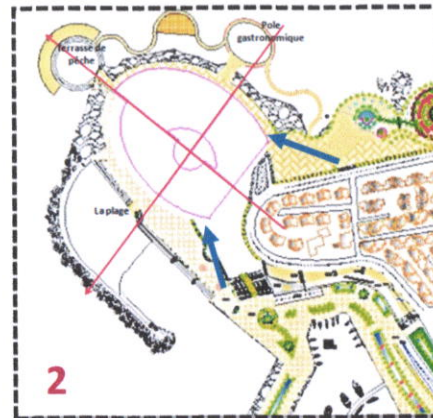 Pole
gastronomique
Terrasse de
pêche
La plage
2